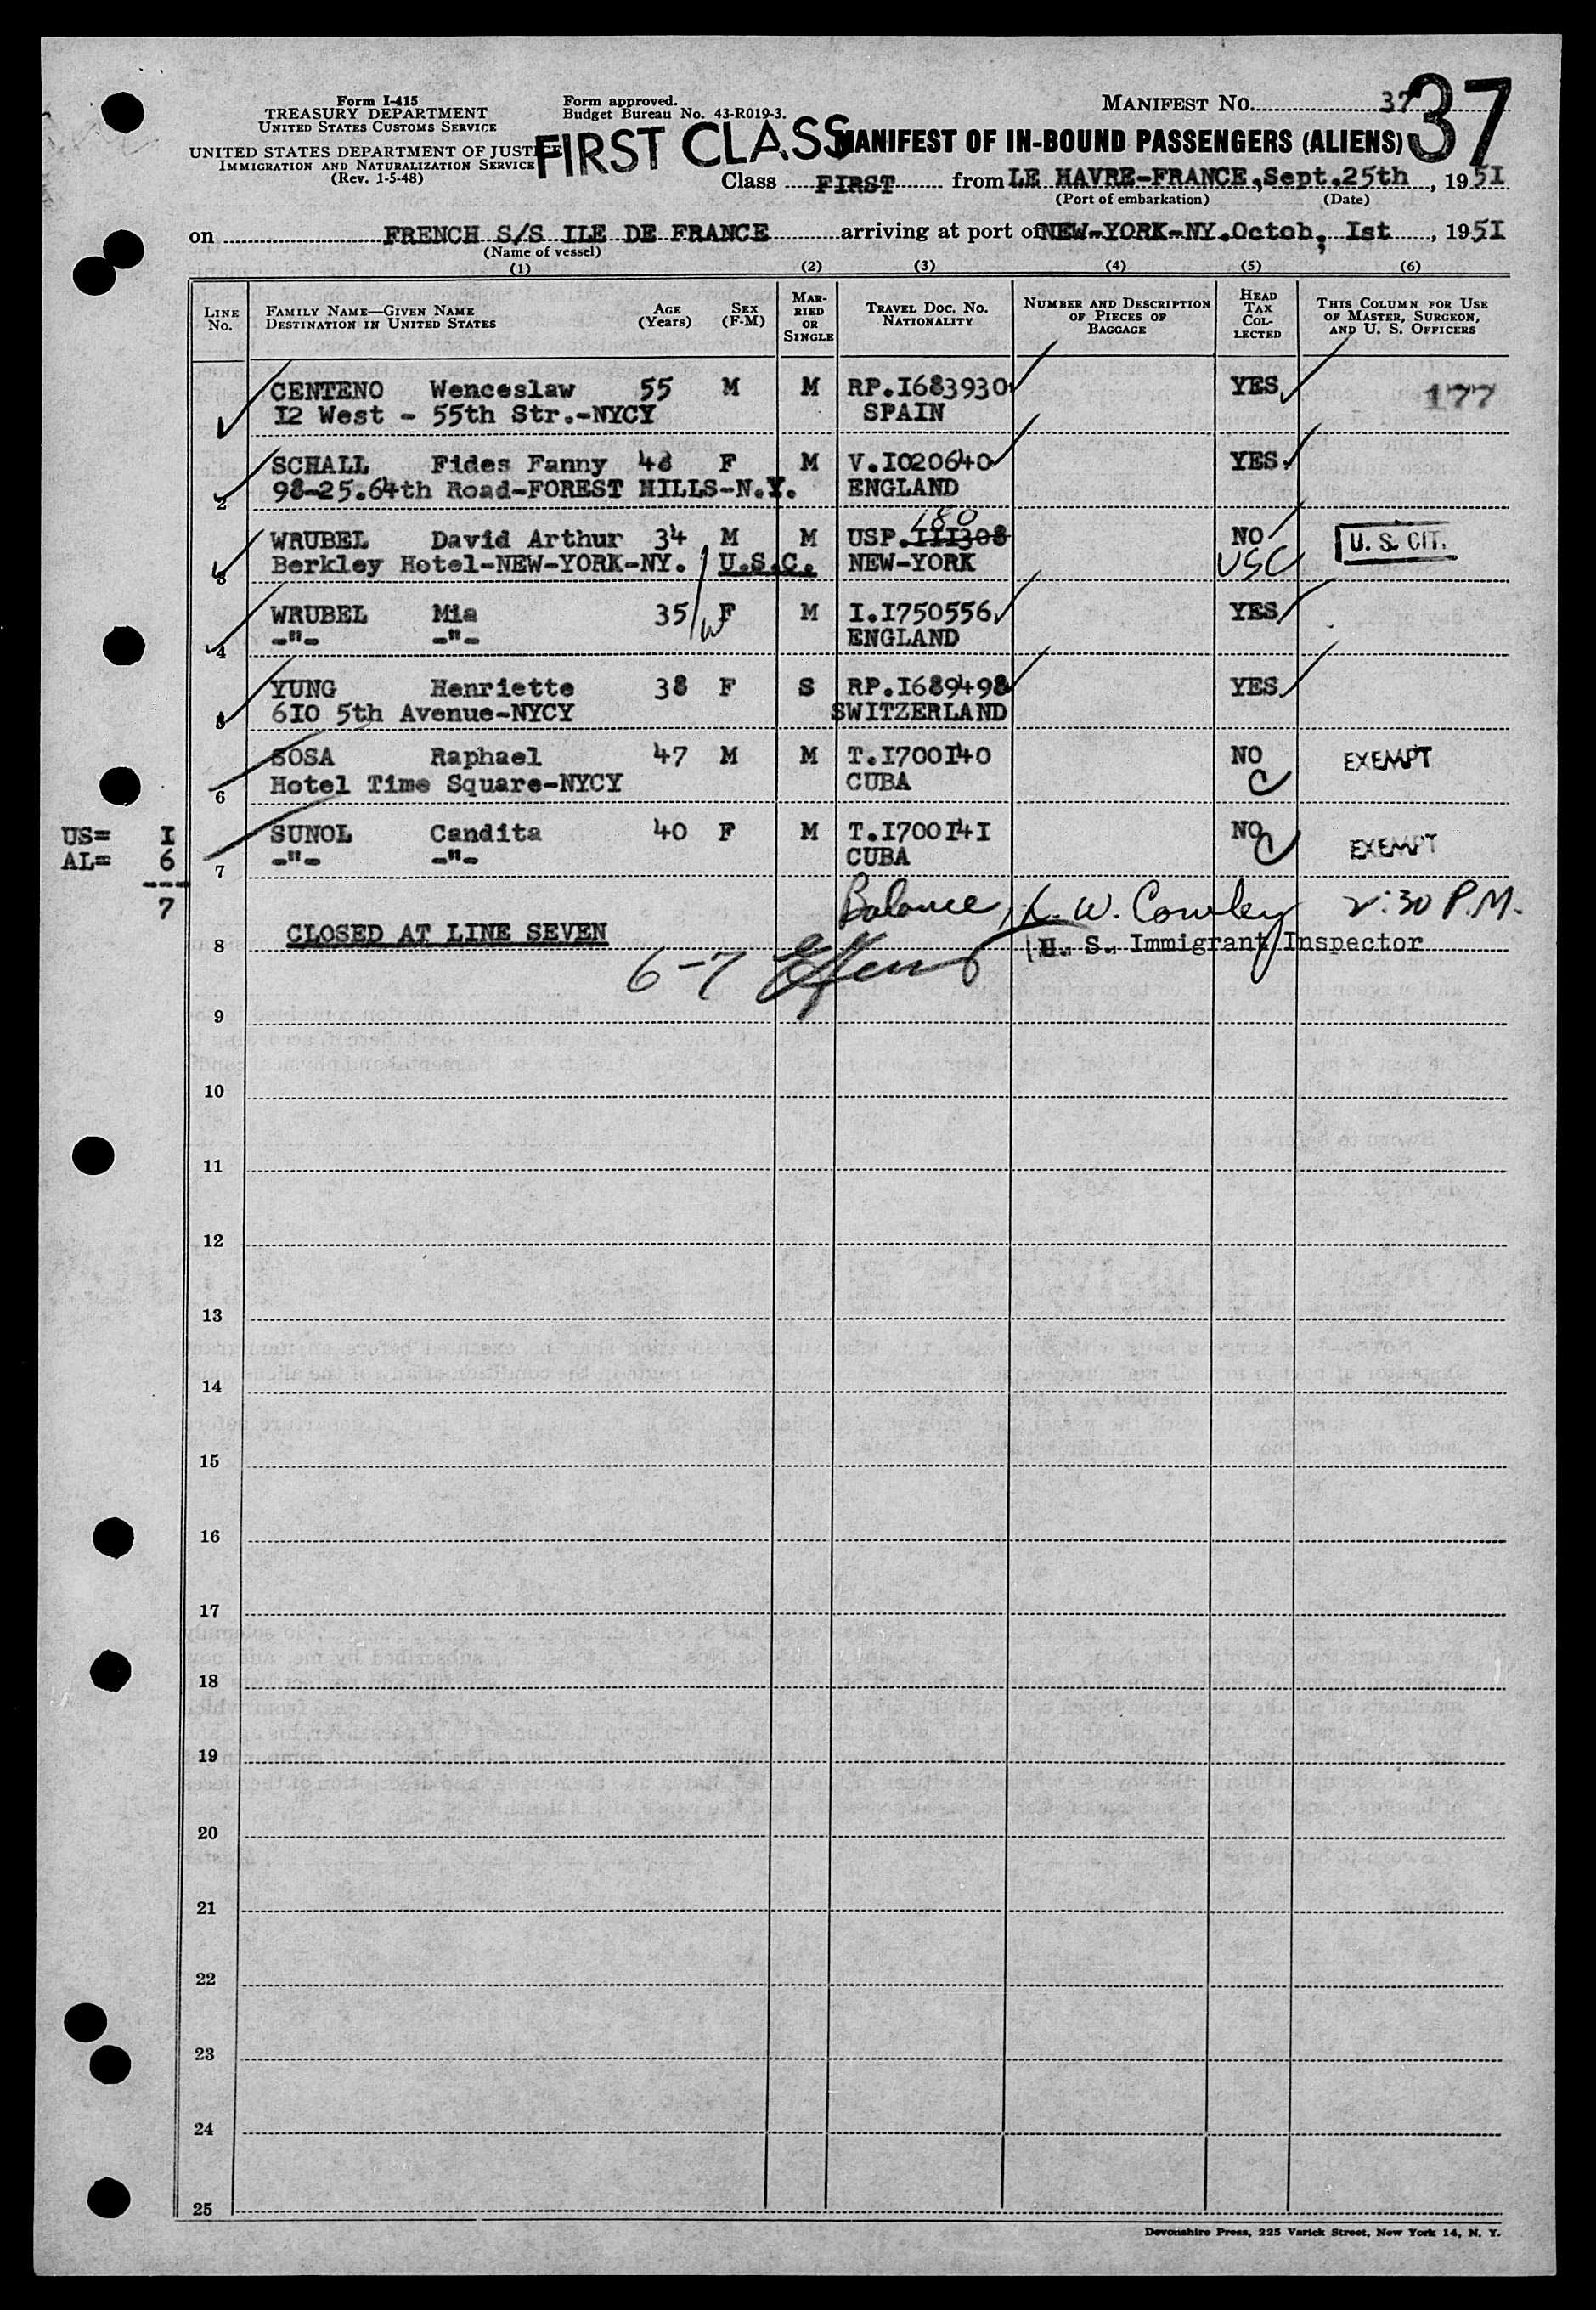 Form I-415
TREASURY DEPARTMENT
UNITED STATES CUSTOMS SERVICE
UNITED STATES DEPARTMENT OF JUSTICE
IMMIGRATION AND NATURALIZATION SERVICE
(Rev. 1-5-48)
Form approved.
Budget Bureau No. 43-R019-3.
FIRST CLASS
MANIFEST No. 37
37
MANIFEST OF IN-BOUND PASSENGERS (ALIENS)
Class FIRST from LE HAVRE-FRANCE, Sept. 25th, 1951
(Port of embarkation) (Date)
on FRENCH S/S ILE DE FRANCE arriving at port of NEW-YORK-NY. Octob, Ist, 195I
(Name of vessel)
(1) (2) (3) (4) (5) (6)
LINE No. FAMILY NAME—GIVEN NAME DESTINATION IN UNITED STATES AGE (Years) SEX (F-M) MARRIED OR SINGLE TRAVEL DOC. NO. NATIONALITY NUMBER AND DESCRIPTION OF PIECES OF BAGGAGE HEAD TAX COLLECTED THIS COLUMN FOR USE OF MASTER, SURGEON, AND U. S. OFFICERS
CENTENO Wenceslaw 55 M M RP.I683930 YES 177
I2 West - 55th Str.-NYCY SPAIN
SCHALL Fides Fanny 48 F M V.I020640 YES
2 98-25.64th Road-FOREST HILLS-N.Y. ENGLAND
180
WRUBEL David Arthur 34 M M USP.III308 NO U. S. CIT.
3 Berkley Hotel-NEW-YORK-NY. U.S.C. NEW-YORK USC
WRUBEL Mia 35 F M I.I750556 YES
4 -"- -"- ENGLAND
YUNG Henriette 38 F S RP.I689498 YES
5 6I0 5th Avenue-NYCY SWITZERLAND
SOSA Raphael 47 M M T.I700I40 NO EXEMPT
6 Hotel Time Square-NYCY CUBA C
US= I SUNOL Candita 40 F M T.I700I4I NO EXEMPT
AL= 6 7 -"- -"- CUBA C
---
7
Balance, K. W. Cowley 2:30 P.M.
8 CLOSED AT LINE SEVEN U. S. Immigrant Inspector
6-7
9
10
11
12
13
14
15
16
17
18
19
20
21
22
23
24
25
Devonshire Press, 225 Varick Street, New York 14, N. Y.